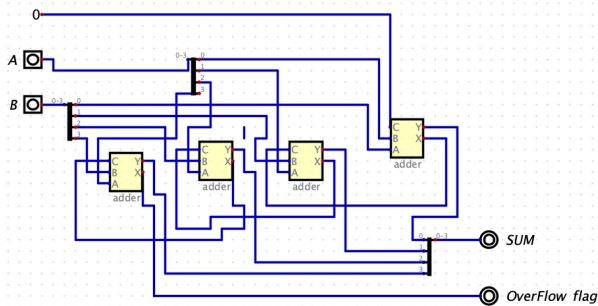 0
A
0-3 0
1
2
3
B
0-3 0
1
2
3
C Y
B X
A
adder
C Y
B X
A
adder
C Y
B X
A
adder
C Y
B X
A
adder
0 0-3
1
2
3
SUM
OverFlow flag